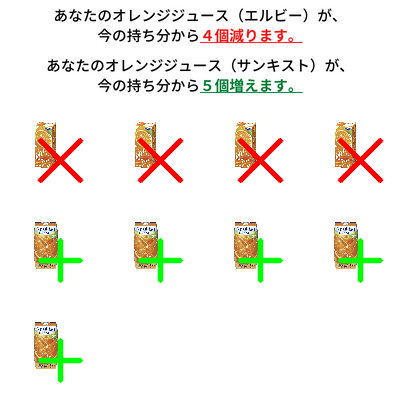 あなたのオレンジジュース（エルビー）が、
今の持ち分から４個減ります。
あなたのオレンジジュース（サンキスト）が、
今の持ち分から５個増えます。